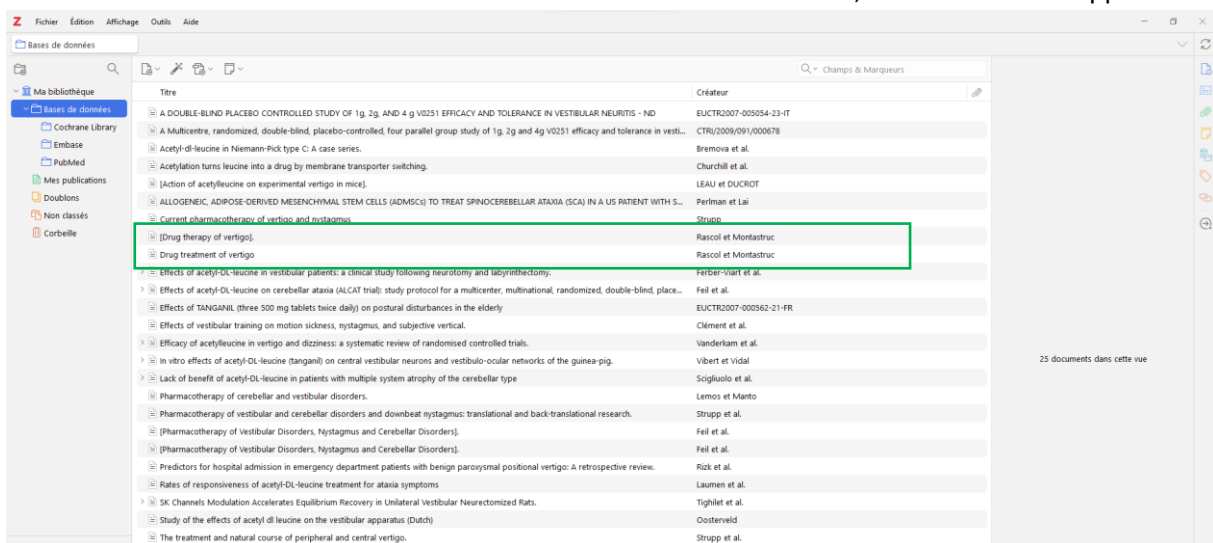 Z Fichier Édition Affichage Outils Aide
Bases de données
Champs & Marqueurs
Ma bibliothèque
Bases de données
Cochrane Library
Embase
PubMed
Mes publications
Doublons
Non classés
Corbeille
Titre Créateur
A DOUBLE-BLIND PLACEBO CONTROLLED STUDY OF 1g, 2g, AND 4 g V0251 EFFICACY AND TOLERANCE IN VESTIBULAR NEURITIS - ND EUCTR2007-005054-23-IT
A Multicentre, randomized, double-blind, placebo-controlled, four parallel group study of 1g, 2g and 4g V0251 efficacy and tolerance in vesti... CTRI/2009/091/000678
Acetyl-dl-leucine in Niemann-Pick type C: A case series. Bremova et al.
Acetylation turns leucine into a drug by membrane transporter switching. Churchill et al.
[Action of acetylleucine on experimental vertigo in mice]. LEAU et DUCROT
ALLOGENEIC, ADIPOSE-DERIVED MESENCHYMAL STEM CELLS (ADMSCs) TO TREAT SPINOCEREBELLAR ATAXIA (SCA) IN A US PATIENT WITH S... Perlman et Lai
Current pharmacotherapy of vertigo and nystagmus Strupp
[Drug therapy of vertigo]. Rascol et Montastruc
Drug treatment of vertigo Rascol et Montastruc
Effects of acetyl-DL-leucine in vestibular patients: a clinical study following neurotomy and labyrinthectomy. Ferber-Viart et al.
Effects of acetyl-DL-leucine on cerebellar ataxia (ALCAT trial): study protocol for a multicenter, multinational, randomized, double-blind, place... Feil et al.
Effects of TANGANIL (three 500 mg tablets twice daily) on postural disturbances in the elderly EUCTR2007-000562-21-FR
Effects of vestibular training on motion sickness, nystagmus, and subjective vertical. Clément et al.
Efficacy of acetylleucine in vertigo and dizziness: a systematic review of randomised controlled trials. Vanderkam et al.
In vitro effects of acetyl-DL-leucine (tanganil) on central vestibular neurons and vestibulo-ocular networks of the guinea-pig. Vibert et Vidal
Lack of benefit of acetyl-DL-leucine in patients with multiple system atrophy of the cerebellar type Scigliuolo et al.
Pharmacotherapy of cerebellar and vestibular disorders. Lemos et Manto
Pharmacotherapy of vestibular and cerebellar disorders and downbeat nystagmus: translational and back-translational research. Strupp et al.
[Pharmacotherapy of Vestibular Disorders, Nystagmus and Cerebellar Disorders]. Feil et al.
[Pharmacotherapy of Vestibular Disorders, Nystagmus and Cerebellar Disorders]. Feil et al.
Predictors for hospital admission in emergency department patients with benign paroxysmal positional vertigo: A retrospective review. Rizk et al.
Rates of responsiveness of acetyl-DL-leucine treatment for ataxia symptoms Laumen et al.
SK Channels Modulation Accelerates Equilibrium Recovery in Unilateral Vestibular Neurectomized Rats. Tighilet et al.
Study of the effects of acetyl dl leucine on the vestibular apparatus (Dutch) Oosterveld
The treatment and natural course of peripheral and central vertigo. Strupp et al.
25 documents dans cette vue